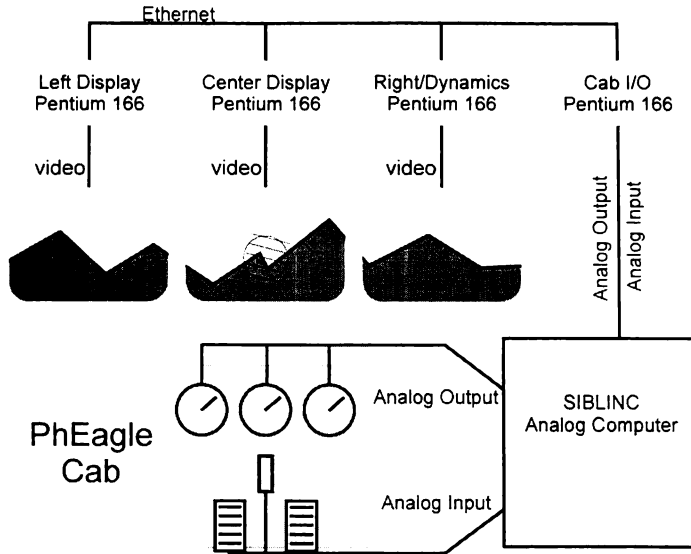 Ethernet
Left Display
Pentium 166
Center Display
Pentium 166
Right/Dynamics
Pentium 166
Cab I/O
Pentium 166
video
video
video
Analog Output
Analog Input
Analog Output
SIBLINC
Analog Computer
PhEagle
Cab
Analog Input